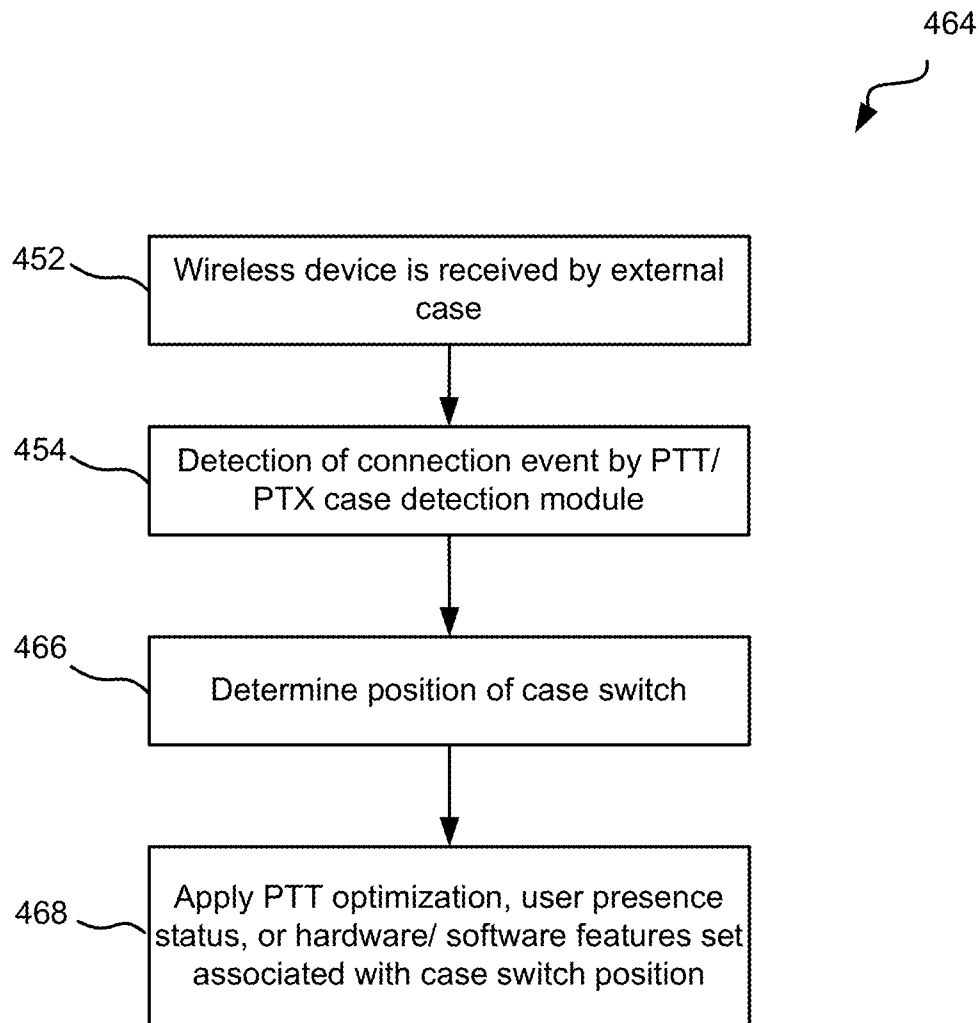 464
452
Wireless device is received by external
case
454
Detection of connection event by PTT/
PTX case detection module
466
Determine position of case switch
468
Apply PTT optimization, user presence
status, or hardware/ software features set
associated with case switch position